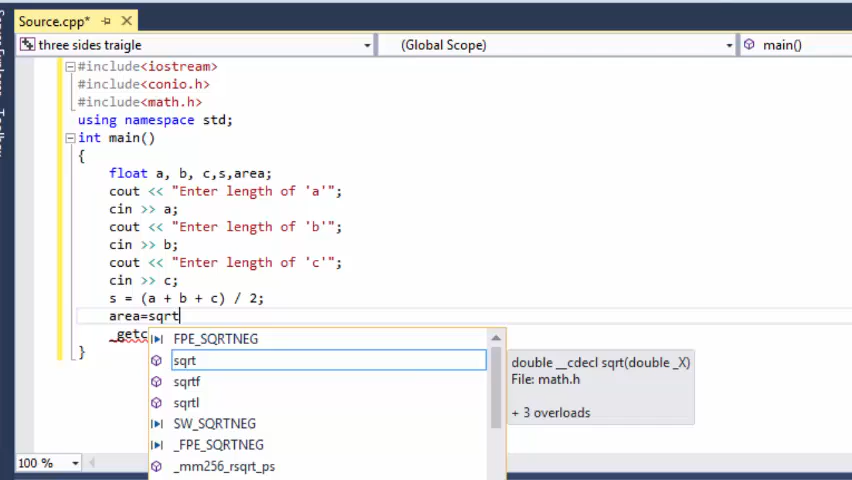 Source.cpp*
three sides traigle
(Global Scope)
main()
#include<iostream>
#include<conio.h>
#include<math.h>
using namespace std;
int main()
{
float a, b, c,s,area;
cout << "Enter length of 'a'";
cin >> a;
cout << "Enter length of 'b'";
cin >> b;
cout << "Enter length of 'c'";
cin >> c;
s = (a + b + c) / 2;
area=sqrt
_getc
}
FPE_SQRTNEG
sqrt
sqrtf
sqrtl
SW_SQRTNEG
_FPE_SQRTNEG
_mm256_rsqrt_ps
double __cdecl sqrt(double _X)
File: math.h
+ 3 overloads
100 %